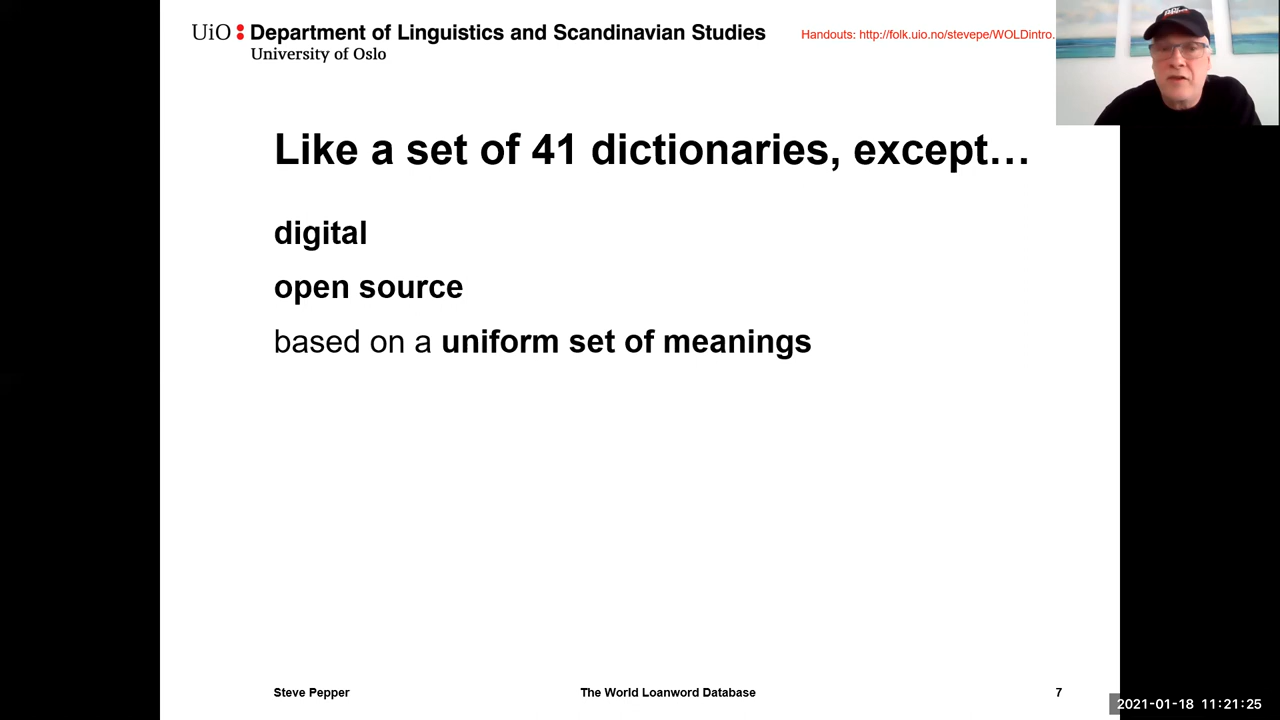 UiO : Department of Linguistics and Scandinavian Studies
University of Oslo
Handouts: http://folk.uio.no/stevepe/WOLDintro.
Like a set of 41 dictionaries, except…
digital
open source
based on a uniform set of meanings
Steve Pepper
The World Loanword Database
7
2021-01-18 11:21:25